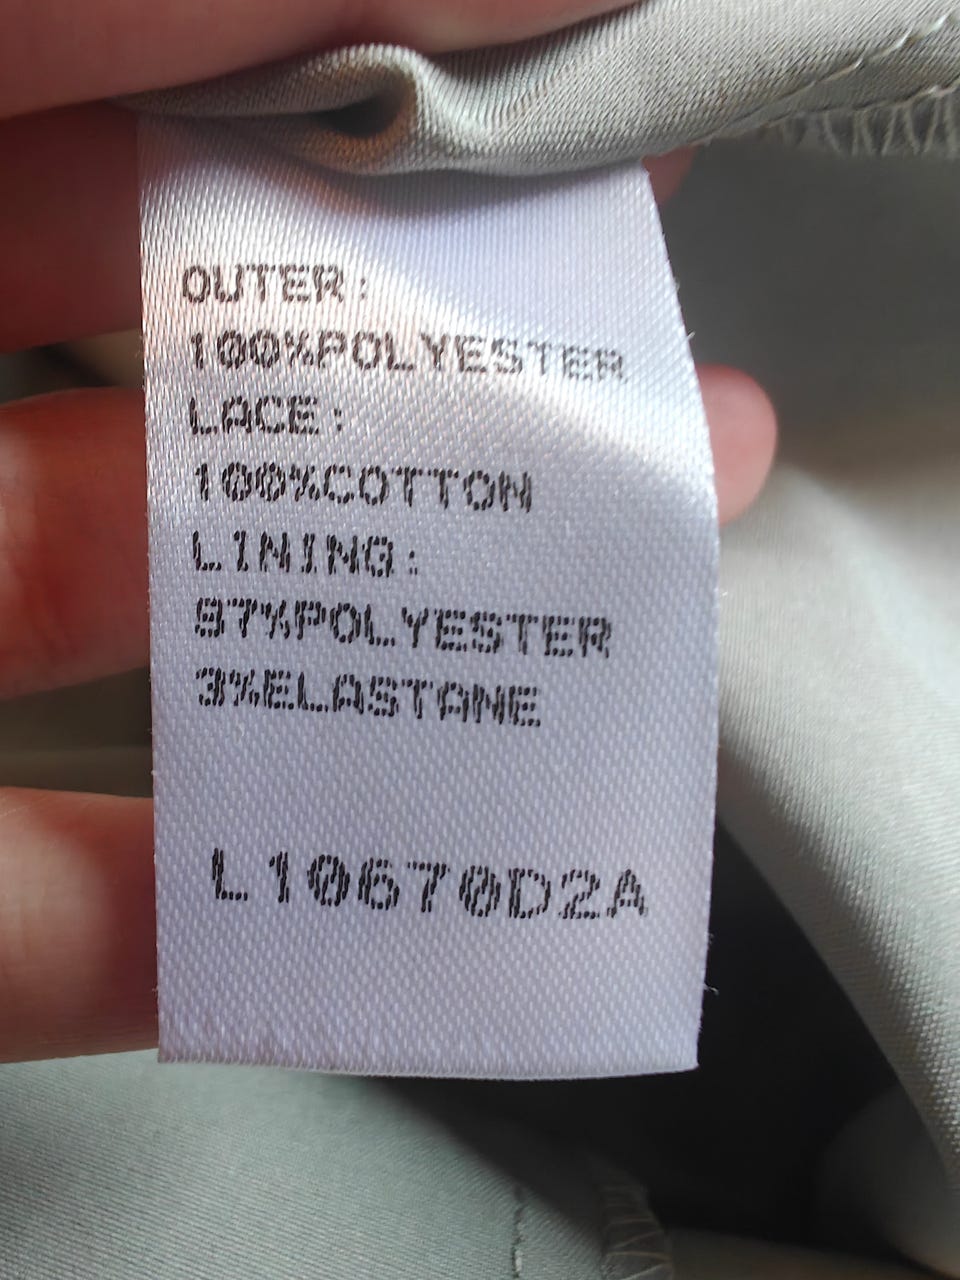 OUTER:
100%POLYESTER
LACE:
100%COTTON
LINING:
97%POLYESTER
3%ELASTANE
L10670D2A